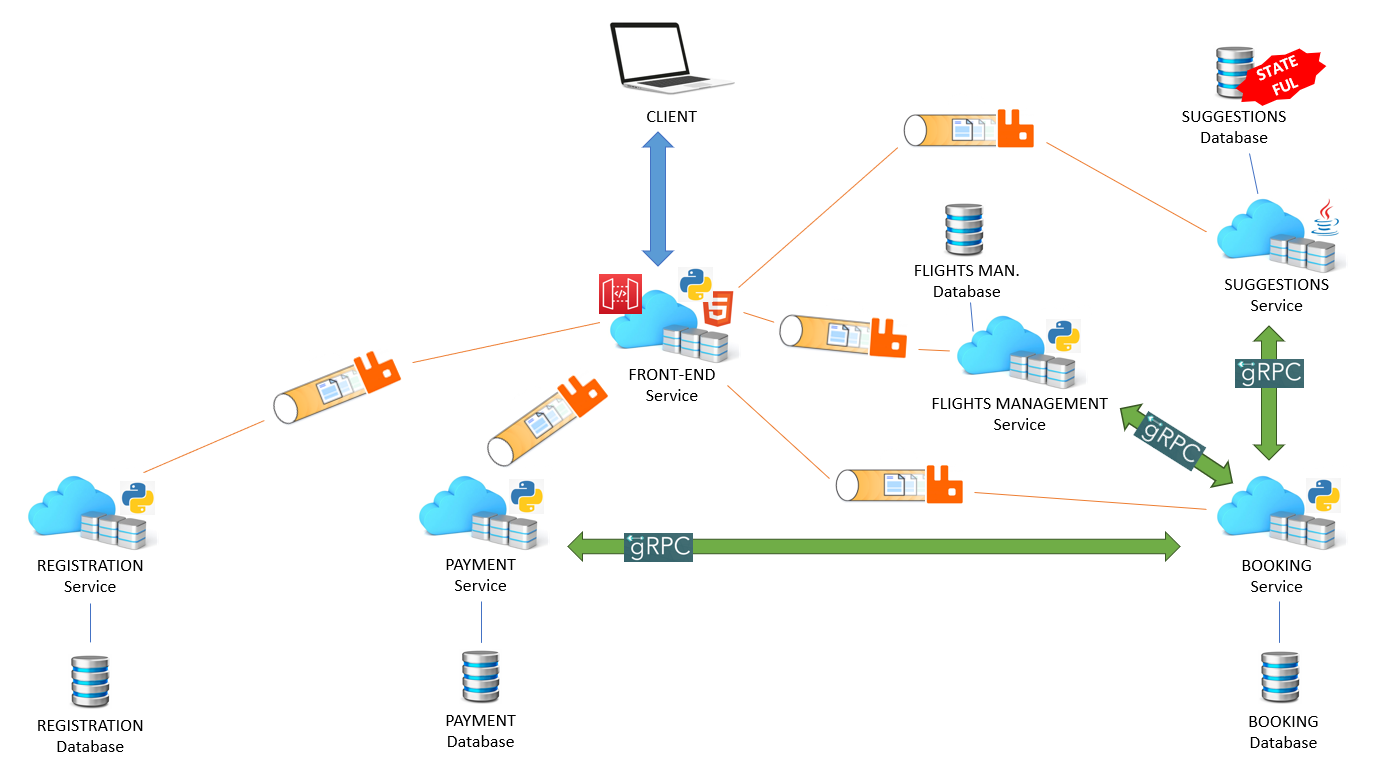 CLIENT
STATE
FUL
SUGGESTIONS
Database
FLIGHTS MAN.
Database
SUGGESTIONS
Service
FRONT-END
Service
gRPC
FLIGHTS MANAGEMENT
Service
gRPC
gRPC
REGISTRATION
Service
PAYMENT
Service
BOOKING
Service
REGISTRATION
Database
PAYMENT
Database
BOOKING
Database